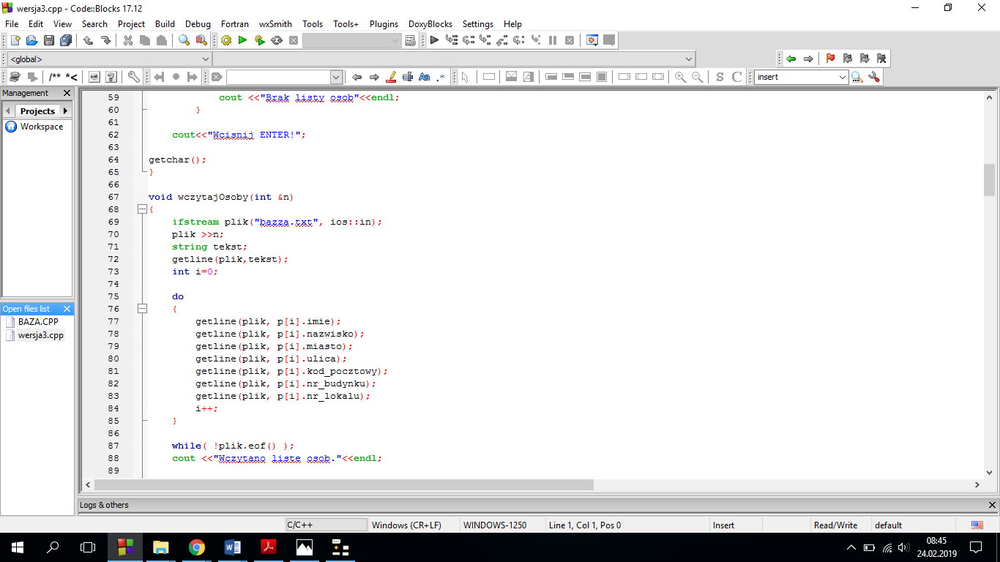 wersja3.cpp - Code::Blocks 17.12
File Edit View Search Project Build Debug Fortran wxSmith Tools Tools+ Plugins DoxyBlocks Settings Help
<global>
/** *<
Aa .*
S C insert
Management
Projects
Workspace
Open files list
BAZA.CPP
wersja3.cpp
59 cout <<"Brak listy osob"<<endl;
60 }
61
62 cout<<"Wcisnij ENTER!";
63
64 getchar();
65 }
66
67 void wczytajOsoby(int &n)
68 {
69 ifstream plik("bazza.txt", ios::in);
70 plik >>n;
71 string tekst;
72 getline(plik,tekst);
73 int i=0;
74
75 do
76 {
77 getline(plik, p[i].imie);
78 getline(plik, p[i].nazwisko);
79 getline(plik, p[i].miasto);
80 getline(plik, p[i].ulica);
81 getline(plik, p[i].kod_pocztowy);
82 getline(plik, p[i].nr_budynku);
83 getline(plik, p[i].nr_lokalu);
84 i++;
85 }
86
87 while( !plik.eof() );
88 cout <<"Wczytano liste osob."<<endl;
89
Logs & others
C/C++ Windows (CR+LF) WINDOWS-1250 Line 1, Col 1, Pos 0 Insert Read/Write default
08:45
24.02.2019